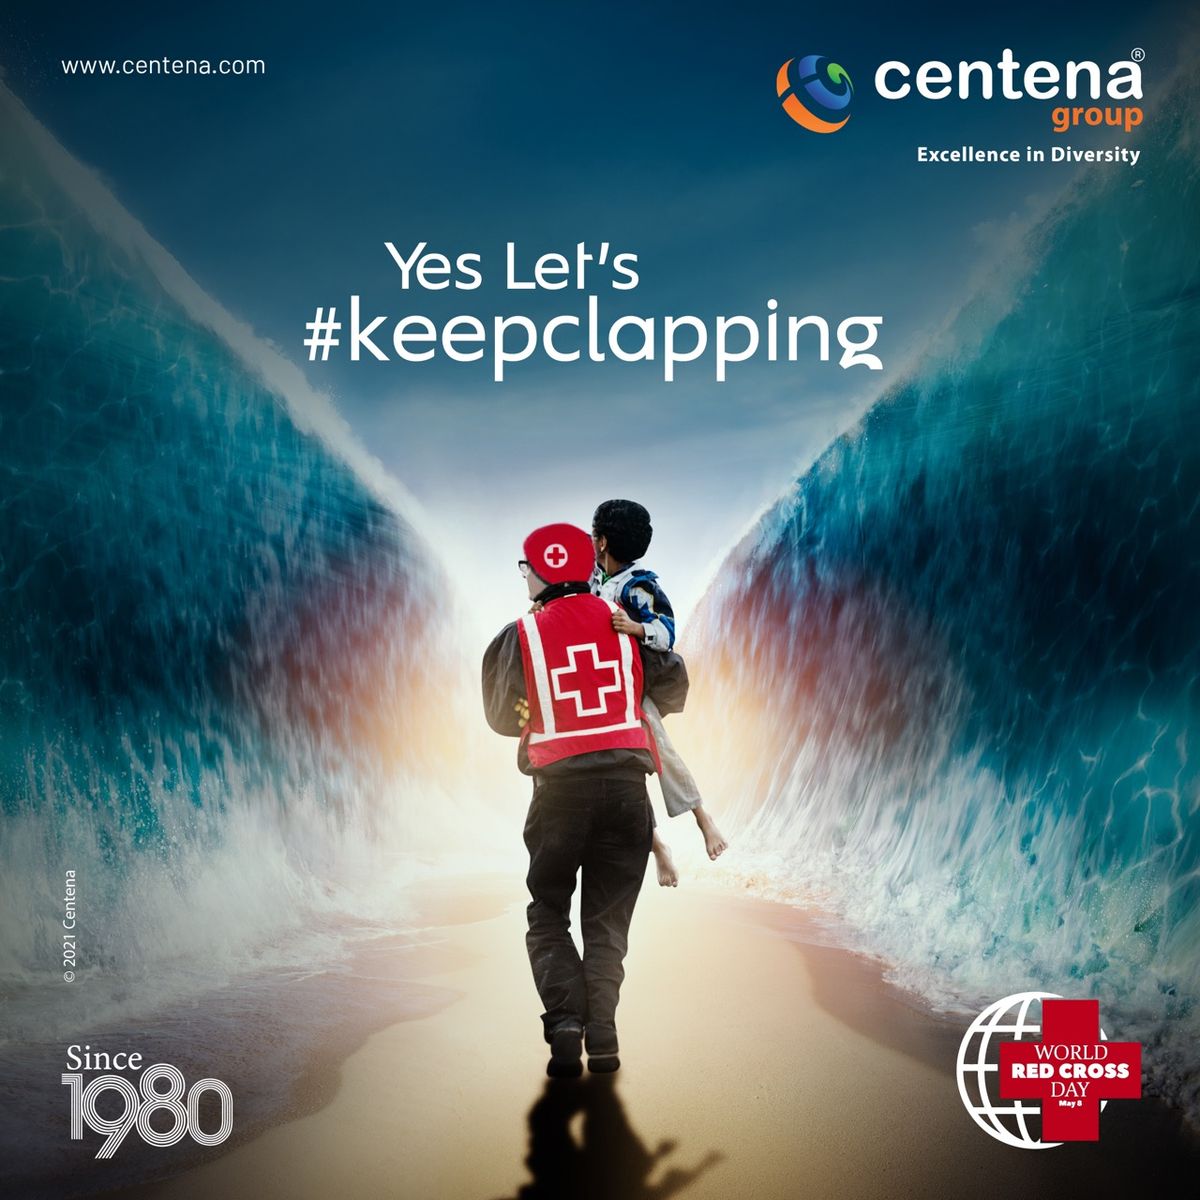 www.centena.com
centena®
group
Excellence in Diversity
Yes Let's
#keepclapping
© 2021 Centena
Since
1980
WORLD
RED CROSS
DAY
May 8